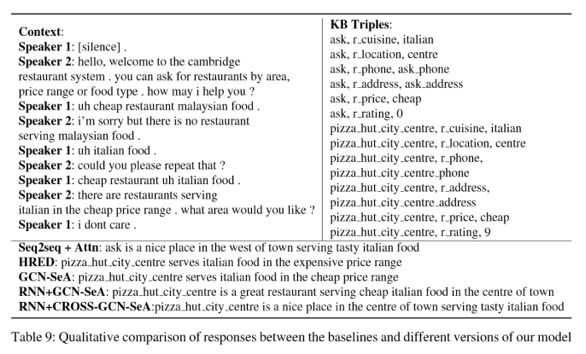 Context:
Speaker 1: [silence] .
Speaker 2: hello, welcome to the cambridge
restaurant system . you can ask for restaurants by area,
price range or food type . how may i help you ?
Speaker 1: uh cheap restaurant malaysian food .
Speaker 2: i'm sorry but there is no restaurant
serving malaysian food .
Speaker 1: uh italian food .
Speaker 2: could you please repeat that ?
Speaker 1: cheap restaurant uh italian food .
Speaker 2: there are restaurants serving
italian in the cheap price range . what area would you like ?
Speaker 1: i dont care .
KB Triples:
ask, r_cuisine, italian
ask, r_location, centre
ask, r_phone, ask_phone
ask, r_address, ask_address
ask, r_price, cheap
ask, r_rating, 0
pizza_hut_city_centre, r_cuisine, italian
pizza_hut_city_centre, r_location, centre
pizza_hut_city_centre, r_phone,
pizza_hut_city_centre_phone
pizza_hut_city_centre, r_address,
pizza_hut_city_centre_address
pizza_hut_city_centre, r_price, cheap
pizza_hut_city_centre, r_rating, 9
Seq2seq + Attn: ask is a nice place in the west of town serving tasty italian food
HRED: pizza_hut_city_centre serves italian food in the expensive price range
GCN-SeA: pizza_hut_city_centre serves italian food in the cheap price range
RNN+GCN-SeA: pizza_hut_city_centre is a great restaurant serving cheap italian food in the centre of town
RNN+CROSS-GCN-SeA:pizza_hut_city_centre is a nice place in the centre of town serving tasty italian food
Table 9: Qualitative comparison of responses between the baselines and different versions of our model